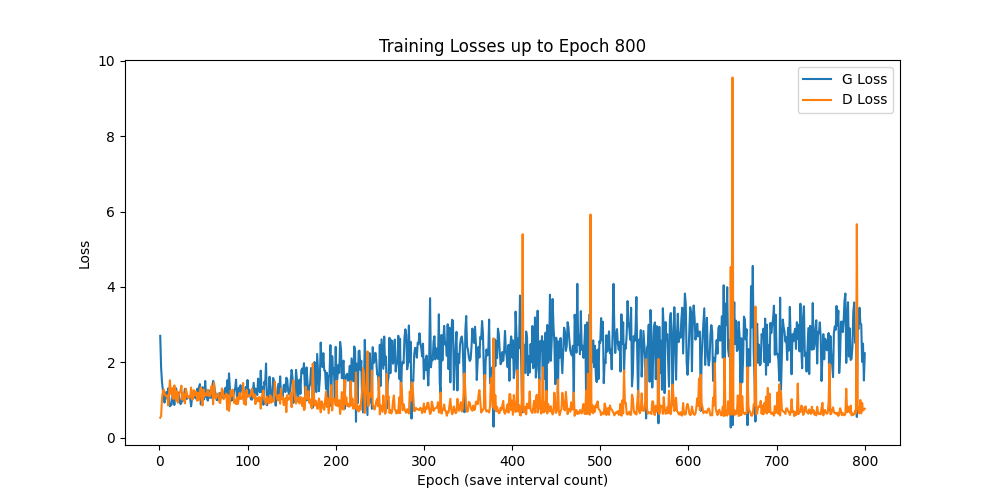 Training Losses up to Epoch 800
G Loss
D Loss
10
8
6
4
2
0
Loss
0 100 200 300 400 500 600 700 800
Epoch (save interval count)